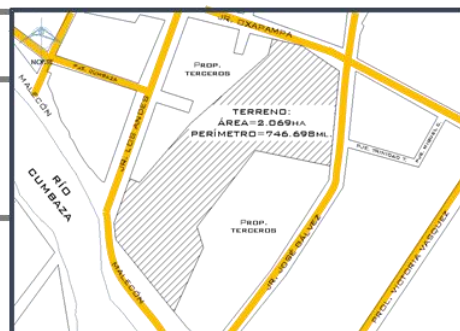 JR. OXAPAMPA
NORTE
PJE. CUMBAZA
MALECÓN
PROP.
TERCEROS
TERRENO:
ÁREA=2.069HA
PERÍMETRO=746.698ML.
JR. LOS ANDES
RÍO
CUMBAZA
PROP.
TERCEROS
JR. JOSÉ GÁLVEZ
MALECÓN
PROL. VICTORIA VASQUEZ